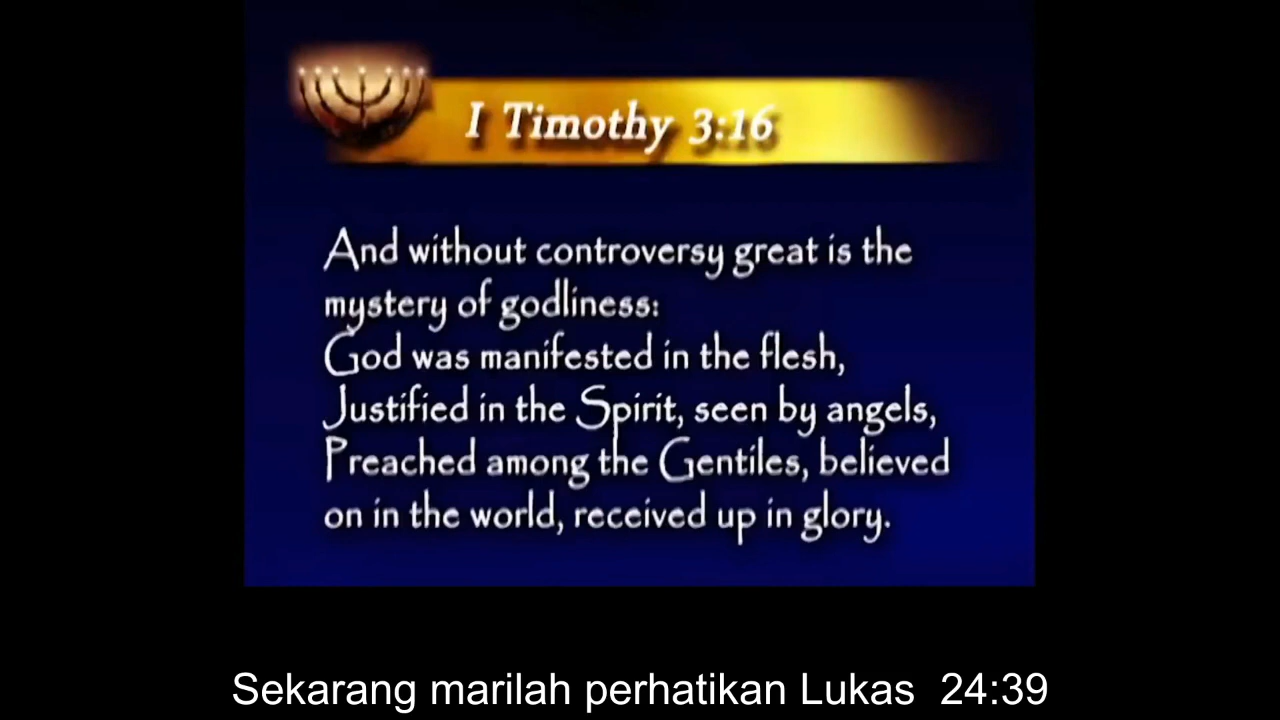 I Timothy 3:16
And without controversy great is the
mystery of godliness:
God was manifested in the flesh,
Justified in the Spirit, seen by angels,
Preached among the Gentiles, believed
on in the world, received up in glory.
Sekarang marilah perhatikan Lukas  24:39